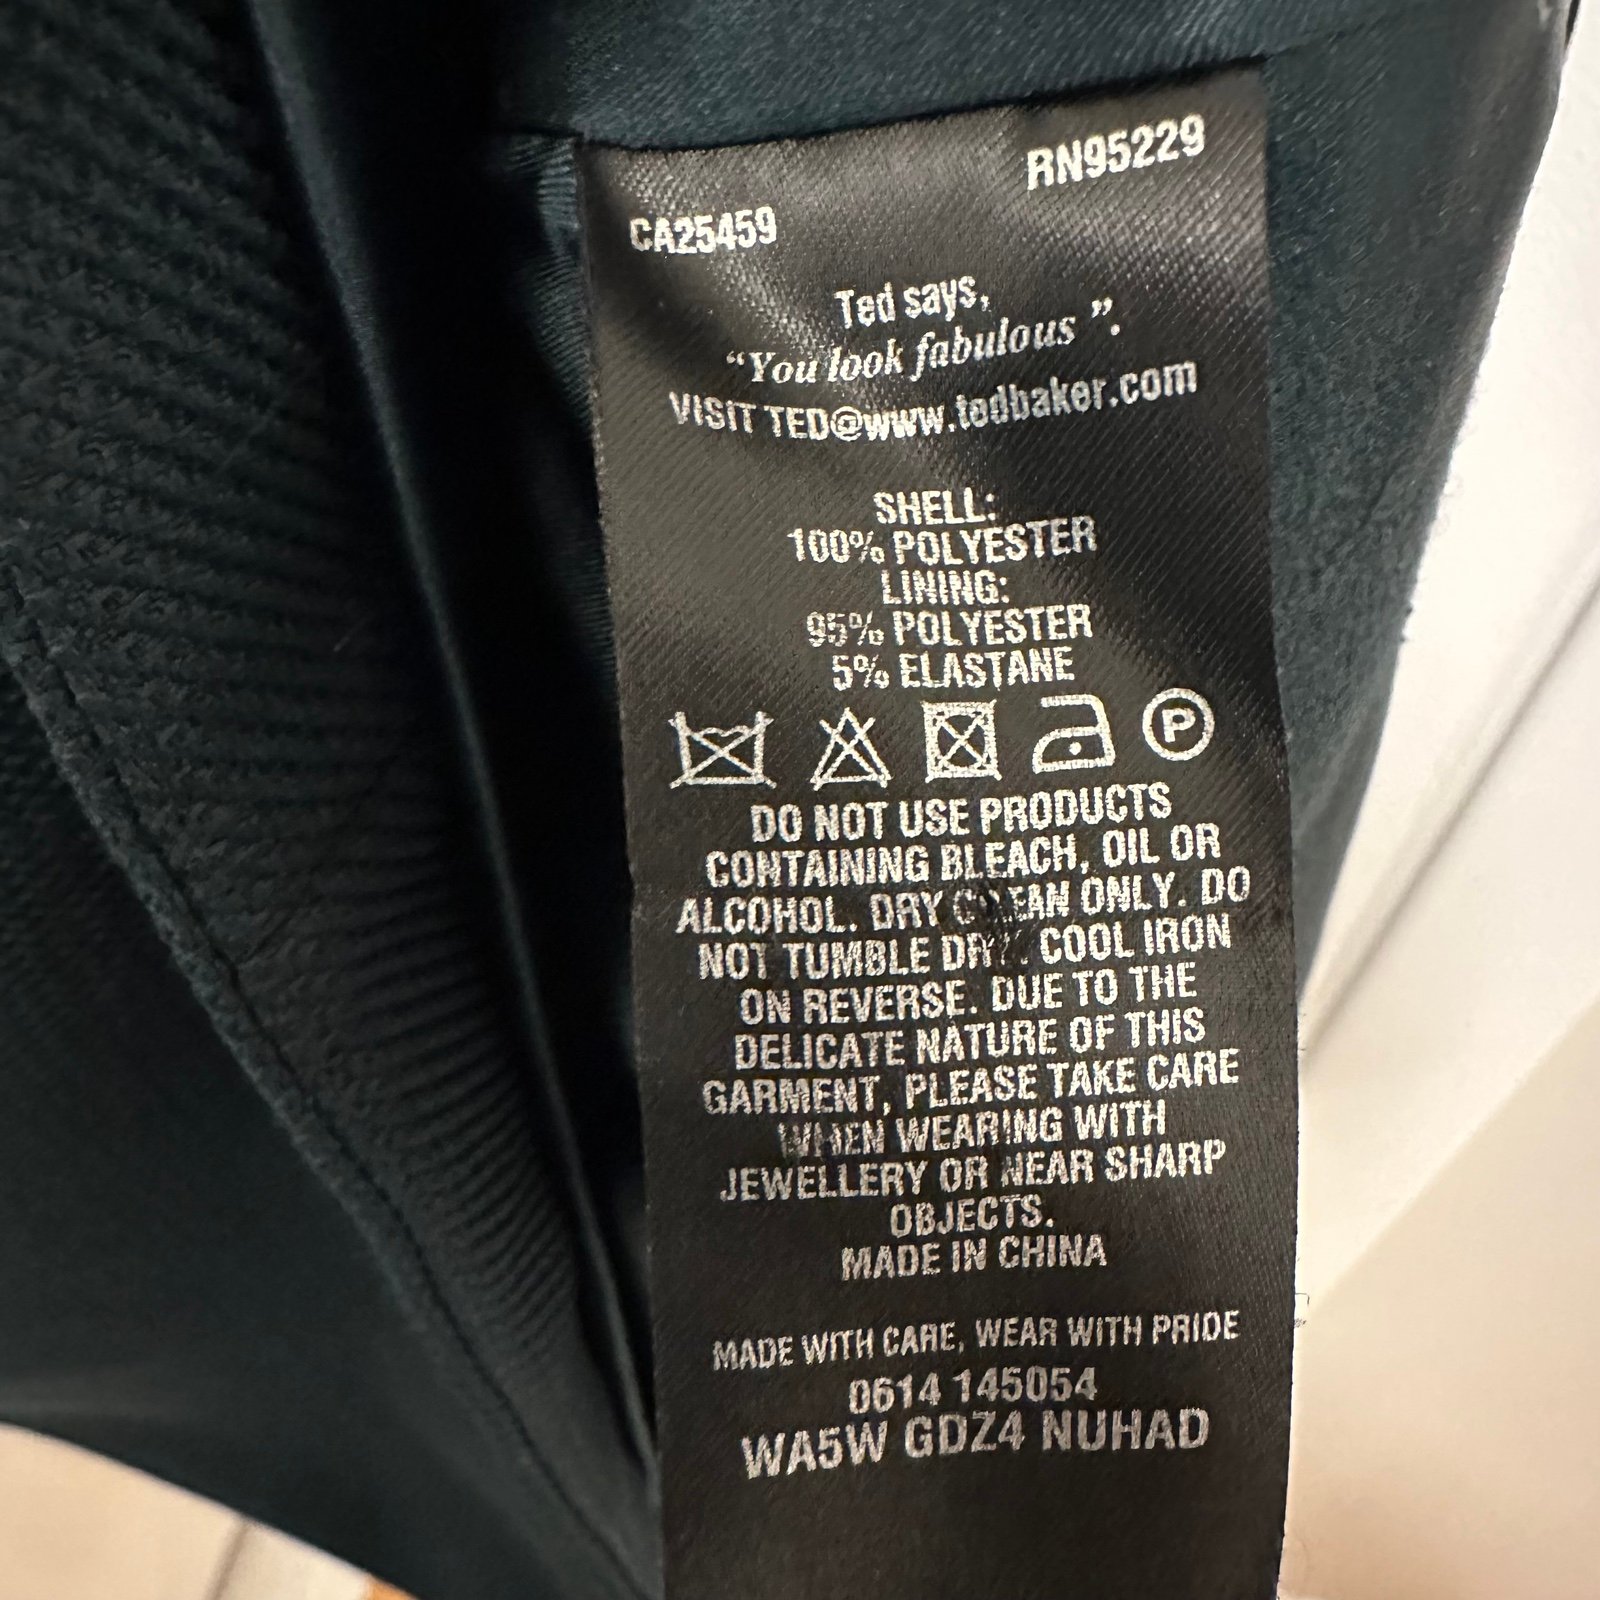 RN95229
CA25459
Ted says,
“You look fabulous”.
VISIT TED@www.tedbaker.com
SHELL:
100% POLYESTER
LINING:
95% POLYESTER
5% ELASTANE
P
DO NOT USE PRODUCTS
CONTAINING BLEACH, OIL OR
ALCOHOL. DRY CLEAN ONLY. DO
NOT TUMBLE DRY. COOL IRON
ON REVERSE. DUE TO THE
DELICATE NATURE OF THIS
GARMENT, PLEASE TAKE CARE
WHEN WEARING WITH
JEWELLERY OR NEAR SHARP
OBJECTS.
MADE IN CHINA
MADE WITH CARE, WEAR WITH PRIDE
0614 145054
WA5W GDZ4 NUHAD